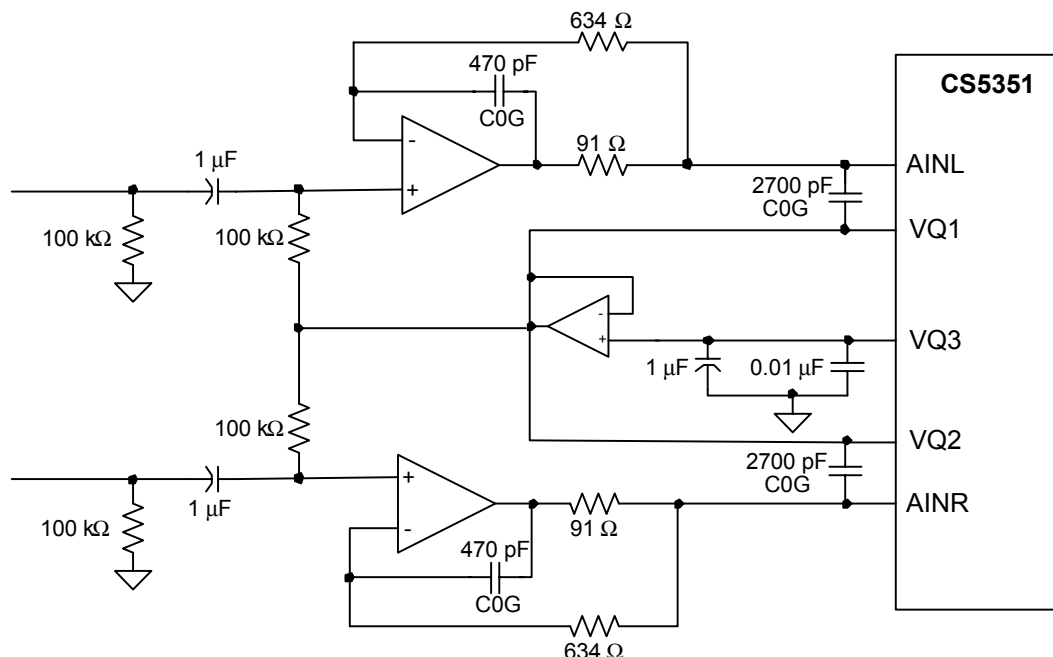 634 Ω
470 pF
C0G
CS5351
-
+
91 Ω
1 µF
AINL
2700 pF
C0G
100 kΩ
100 kΩ
VQ1
-
+
VQ3
1 µF
0.01 µF
100 kΩ
VQ2
2700 pF
C0G
+
-
1 µF
AINR
91 Ω
100 kΩ
470 pF
C0G
634 Ω